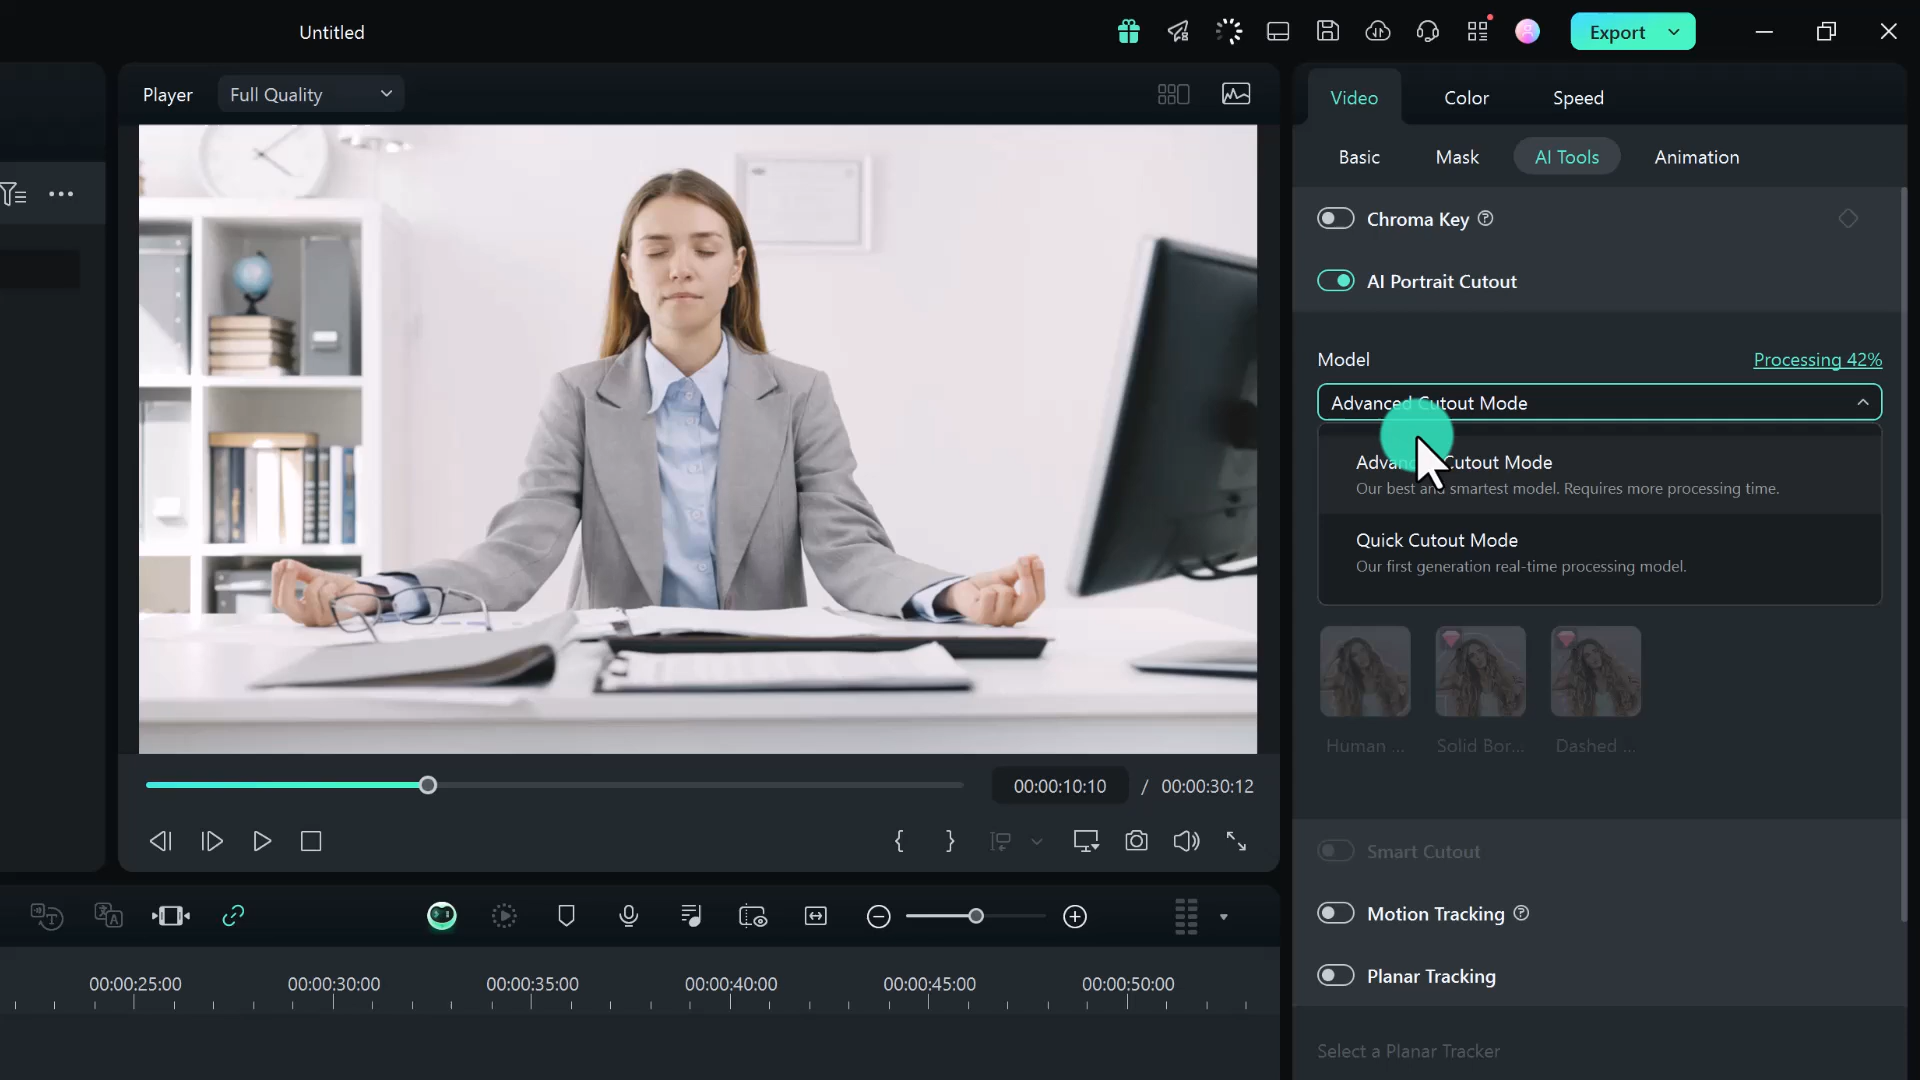 Untitled
Export
Player
Full Quality
Video
Color
Speed
Basic
Mask
AI Tools
Animation
Chroma Key
AI Portrait Cutout
Model
Processing 42%
Advanced Cutout Mode
Cutout Mode
Our best and smartest model. Requires more processing time.
Quick Cutout Mode
Our first generation real-time processing model.
Human ...
Solid Bor...
Dashed ...
00:00:10:10 / 00:00:30:12
Smart Cutout
Motion Tracking
Planar Tracking
Select a Planar Tracker
00:00:25:00
00:00:30:00
00:00:35:00
00:00:40:00
00:00:45:00
00:00:50:00